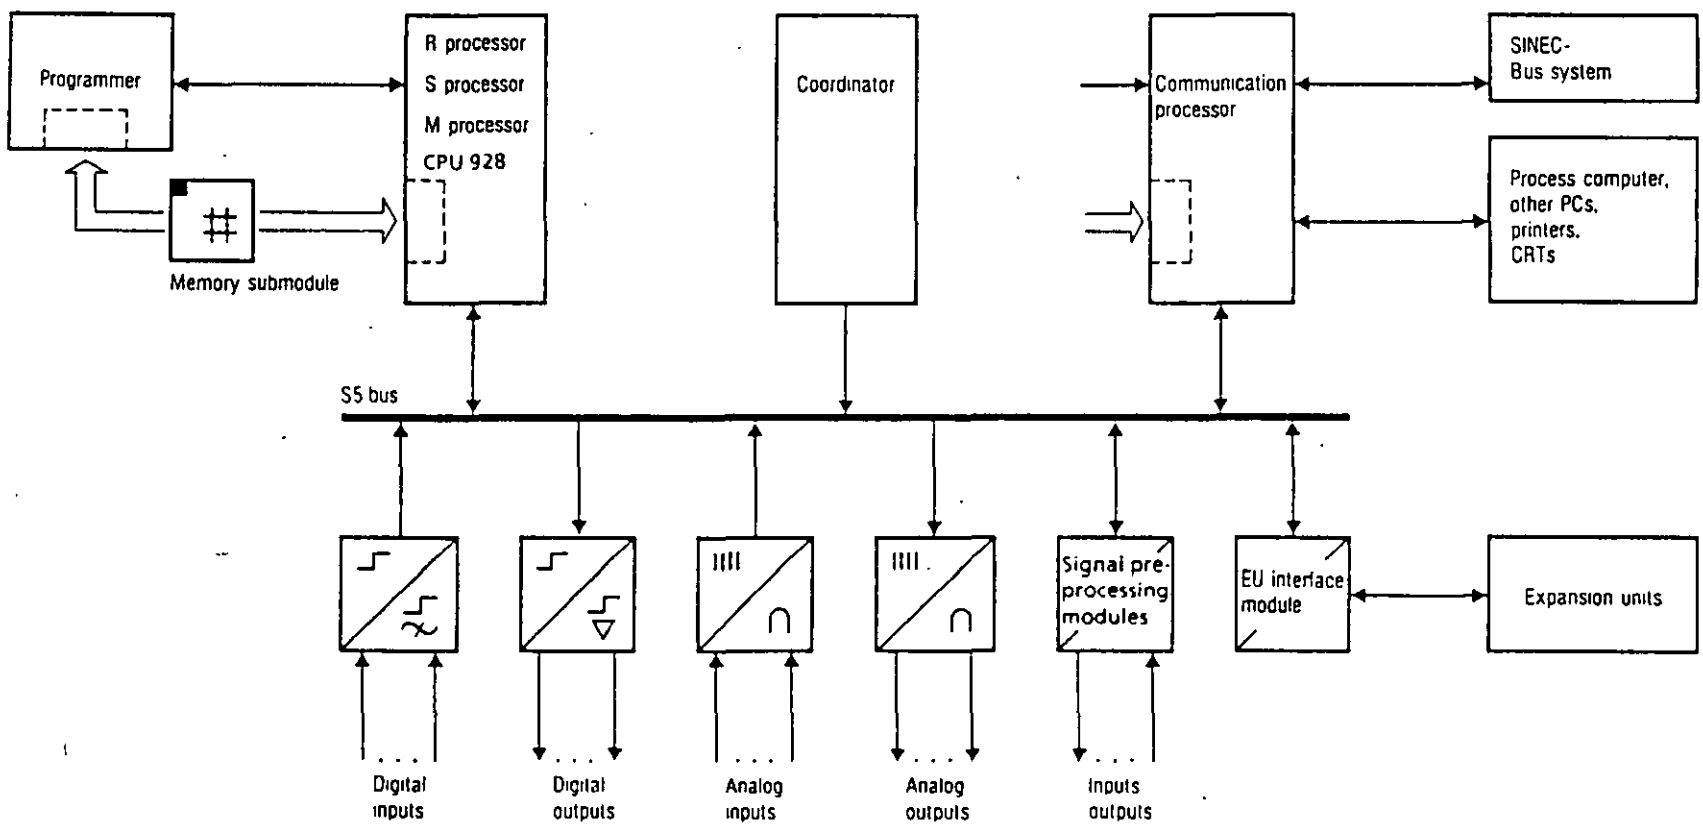 Programmer
R processor
S processor
M processor
CPU 928
Coordinator
Communication
processor
SINEC-
Bus system
Process computer,
other PCs,
printers,
CRTs
Memory submodule
S5 bus
Signal pre-
processing
modules
EU interface
module
Expansion units
Digital
inputs
Digital
outputs
Analog
inputs
Analog
outputs
Inputs
outputs